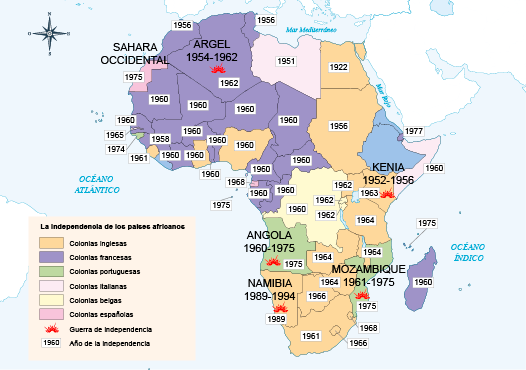 1956
1956
Mar Mediterráneo
SAHARA
OCCIDENTAL
ARGEL
1954-1962
1951
1922
1975
1962
Mar Rojo
1960
1960
1960
1960
1956
1977
1960
1965
1958
1960
1960
1960
1974
1961
1960
1960
1960
1960
KENIA
1952-1956
1960
1968
1962
1963
OCÉANO
ATLÁNTICO
1975
1960
1960
1960
1962
1962
1964
1975
La independencia de los países africanos
Colonias inglesas
Colonias francesas
Colonias portuguesas
Colonias italianas
Colonias belgas
Colonias españolas
Guerra de independencia
1960 Año de la independencia
ANGOLA
1960-1975
1975
1964
1964
OCÉANO
ÍNDICO
MOZAMBIQUE
1961-1975
1960
NAMIBIA
1989-1994
1964
1966
1975
1989
1961
1968
1966